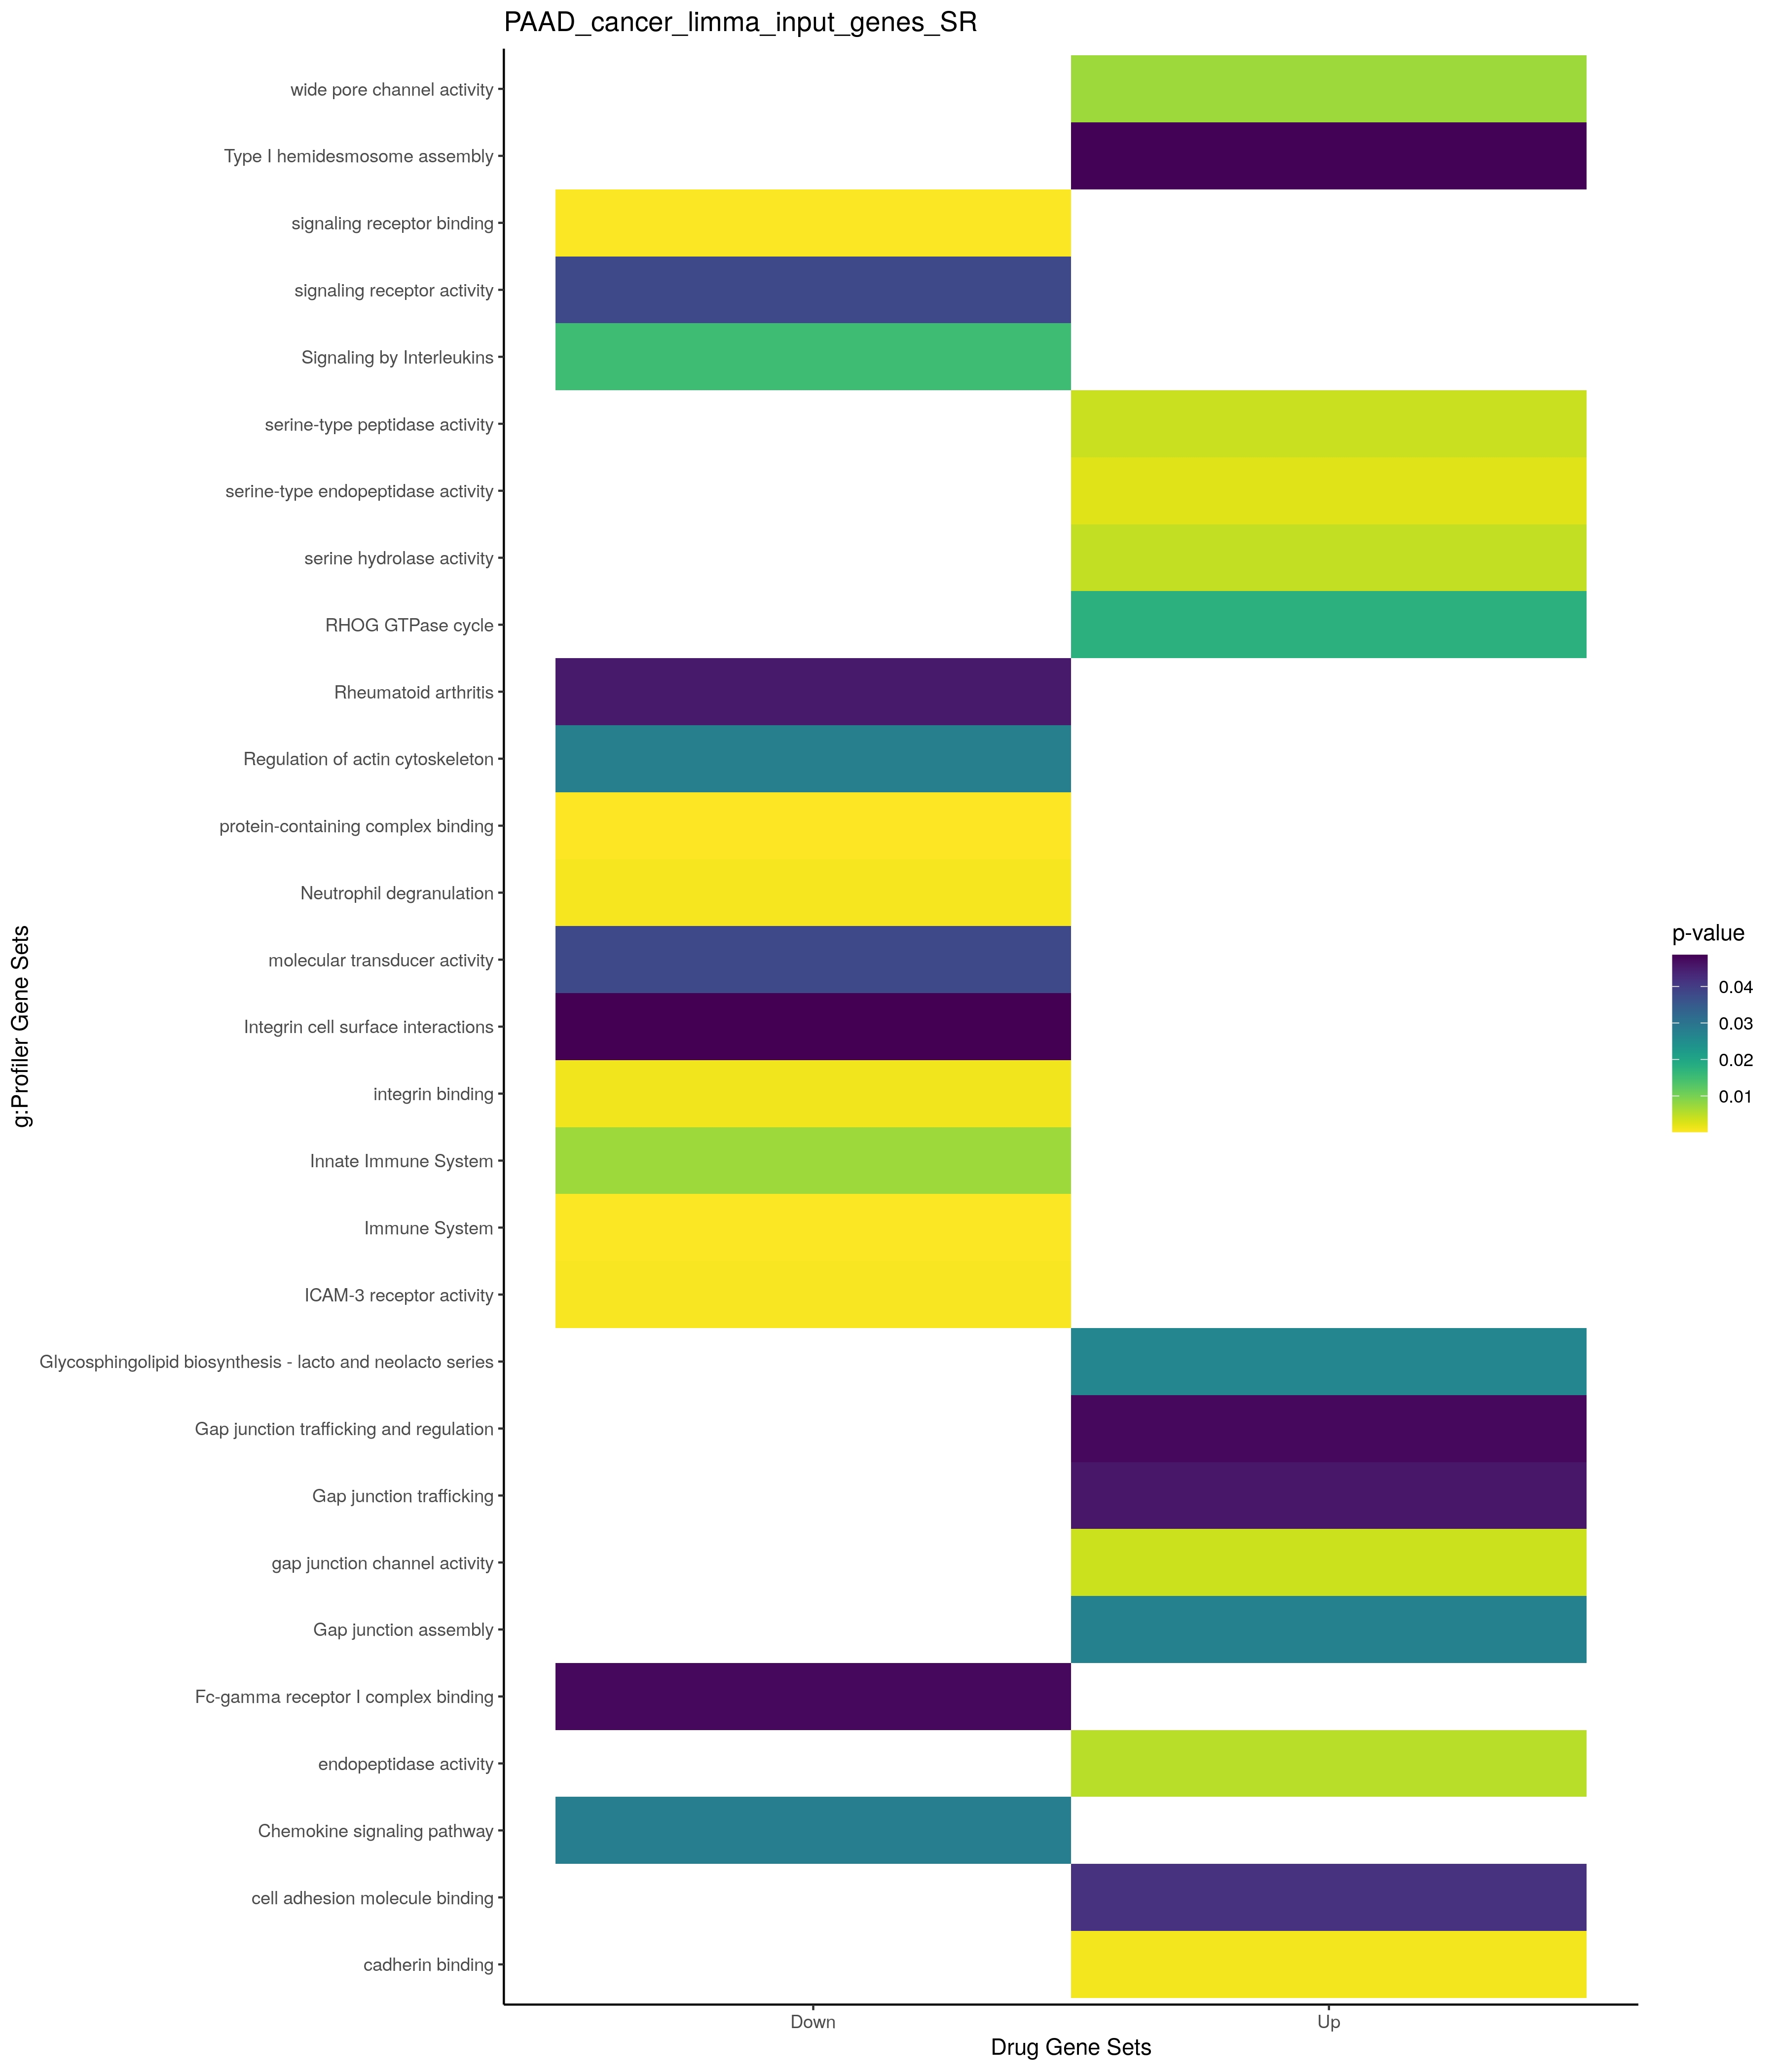 PAAD_cancer_limma_input_genes_SR
wide pore channel activity
Type I hemidesmosome assembly
signaling receptor binding
signaling receptor activity
Signaling by Interleukins
serine-type peptidase activity
serine-type endopeptidase activity
serine hydrolase activity
RHOG GTPase cycle
Rheumatoid arthritis
Regulation of actin cytoskeleton
protein-containing complex binding
Neutrophil degranulation
molecular transducer activity
Integrin cell surface interactions
integrin binding
Innate Immune System
Immune System
ICAM-3 receptor activity
Glycosphingolipid biosynthesis - lacto and neolacto series
Gap junction trafficking and regulation
Gap junction trafficking
gap junction channel activity
Gap junction assembly
Fc-gamma receptor I complex binding
endopeptidase activity
Chemokine signaling pathway
cell adhesion molecule binding
cadherin binding
g:Profiler Gene Sets
Down
Up
Drug Gene Sets
p-value
0.04
0.03
0.02
0.01